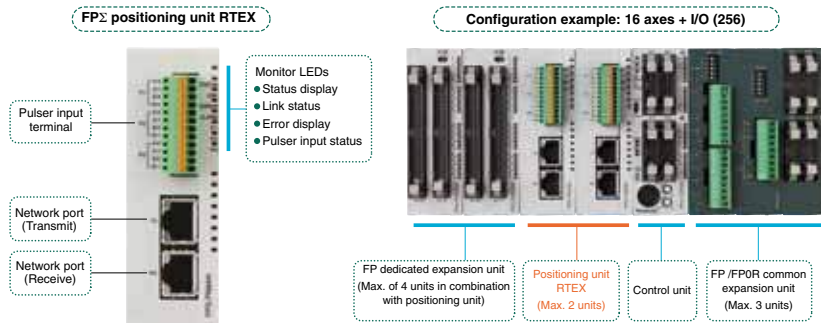 FPΣ positioning unit RTEX
Pulser input
terminal
Network port
(Transmit)
Network port
(Receive)
Monitor LEDs
● Status display
● Link status
● Error display
● Pulser input status
Configuration example: 16 axes + I/O (256)
FP dedicated expansion unit
(Max. of 4 units in combination
with positioning unit)
Positioning unit
RTEX
(Max. 2 units)
Control unit
FP /FP0R common
expansion unit
(Max. 3 units)